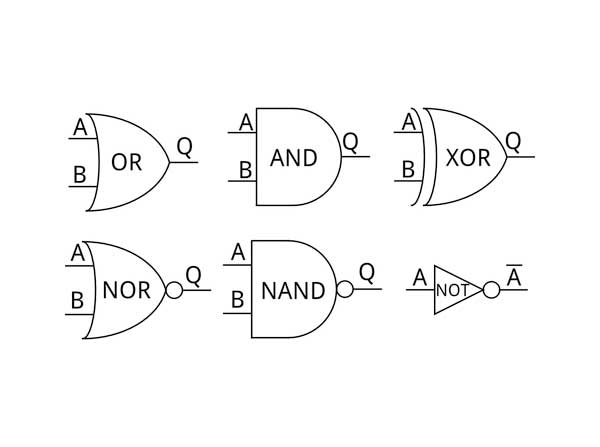 A OR B Q
A AND B Q
A XOR B Q
A NOR B Q
A NAND B Q
A NOT A̅